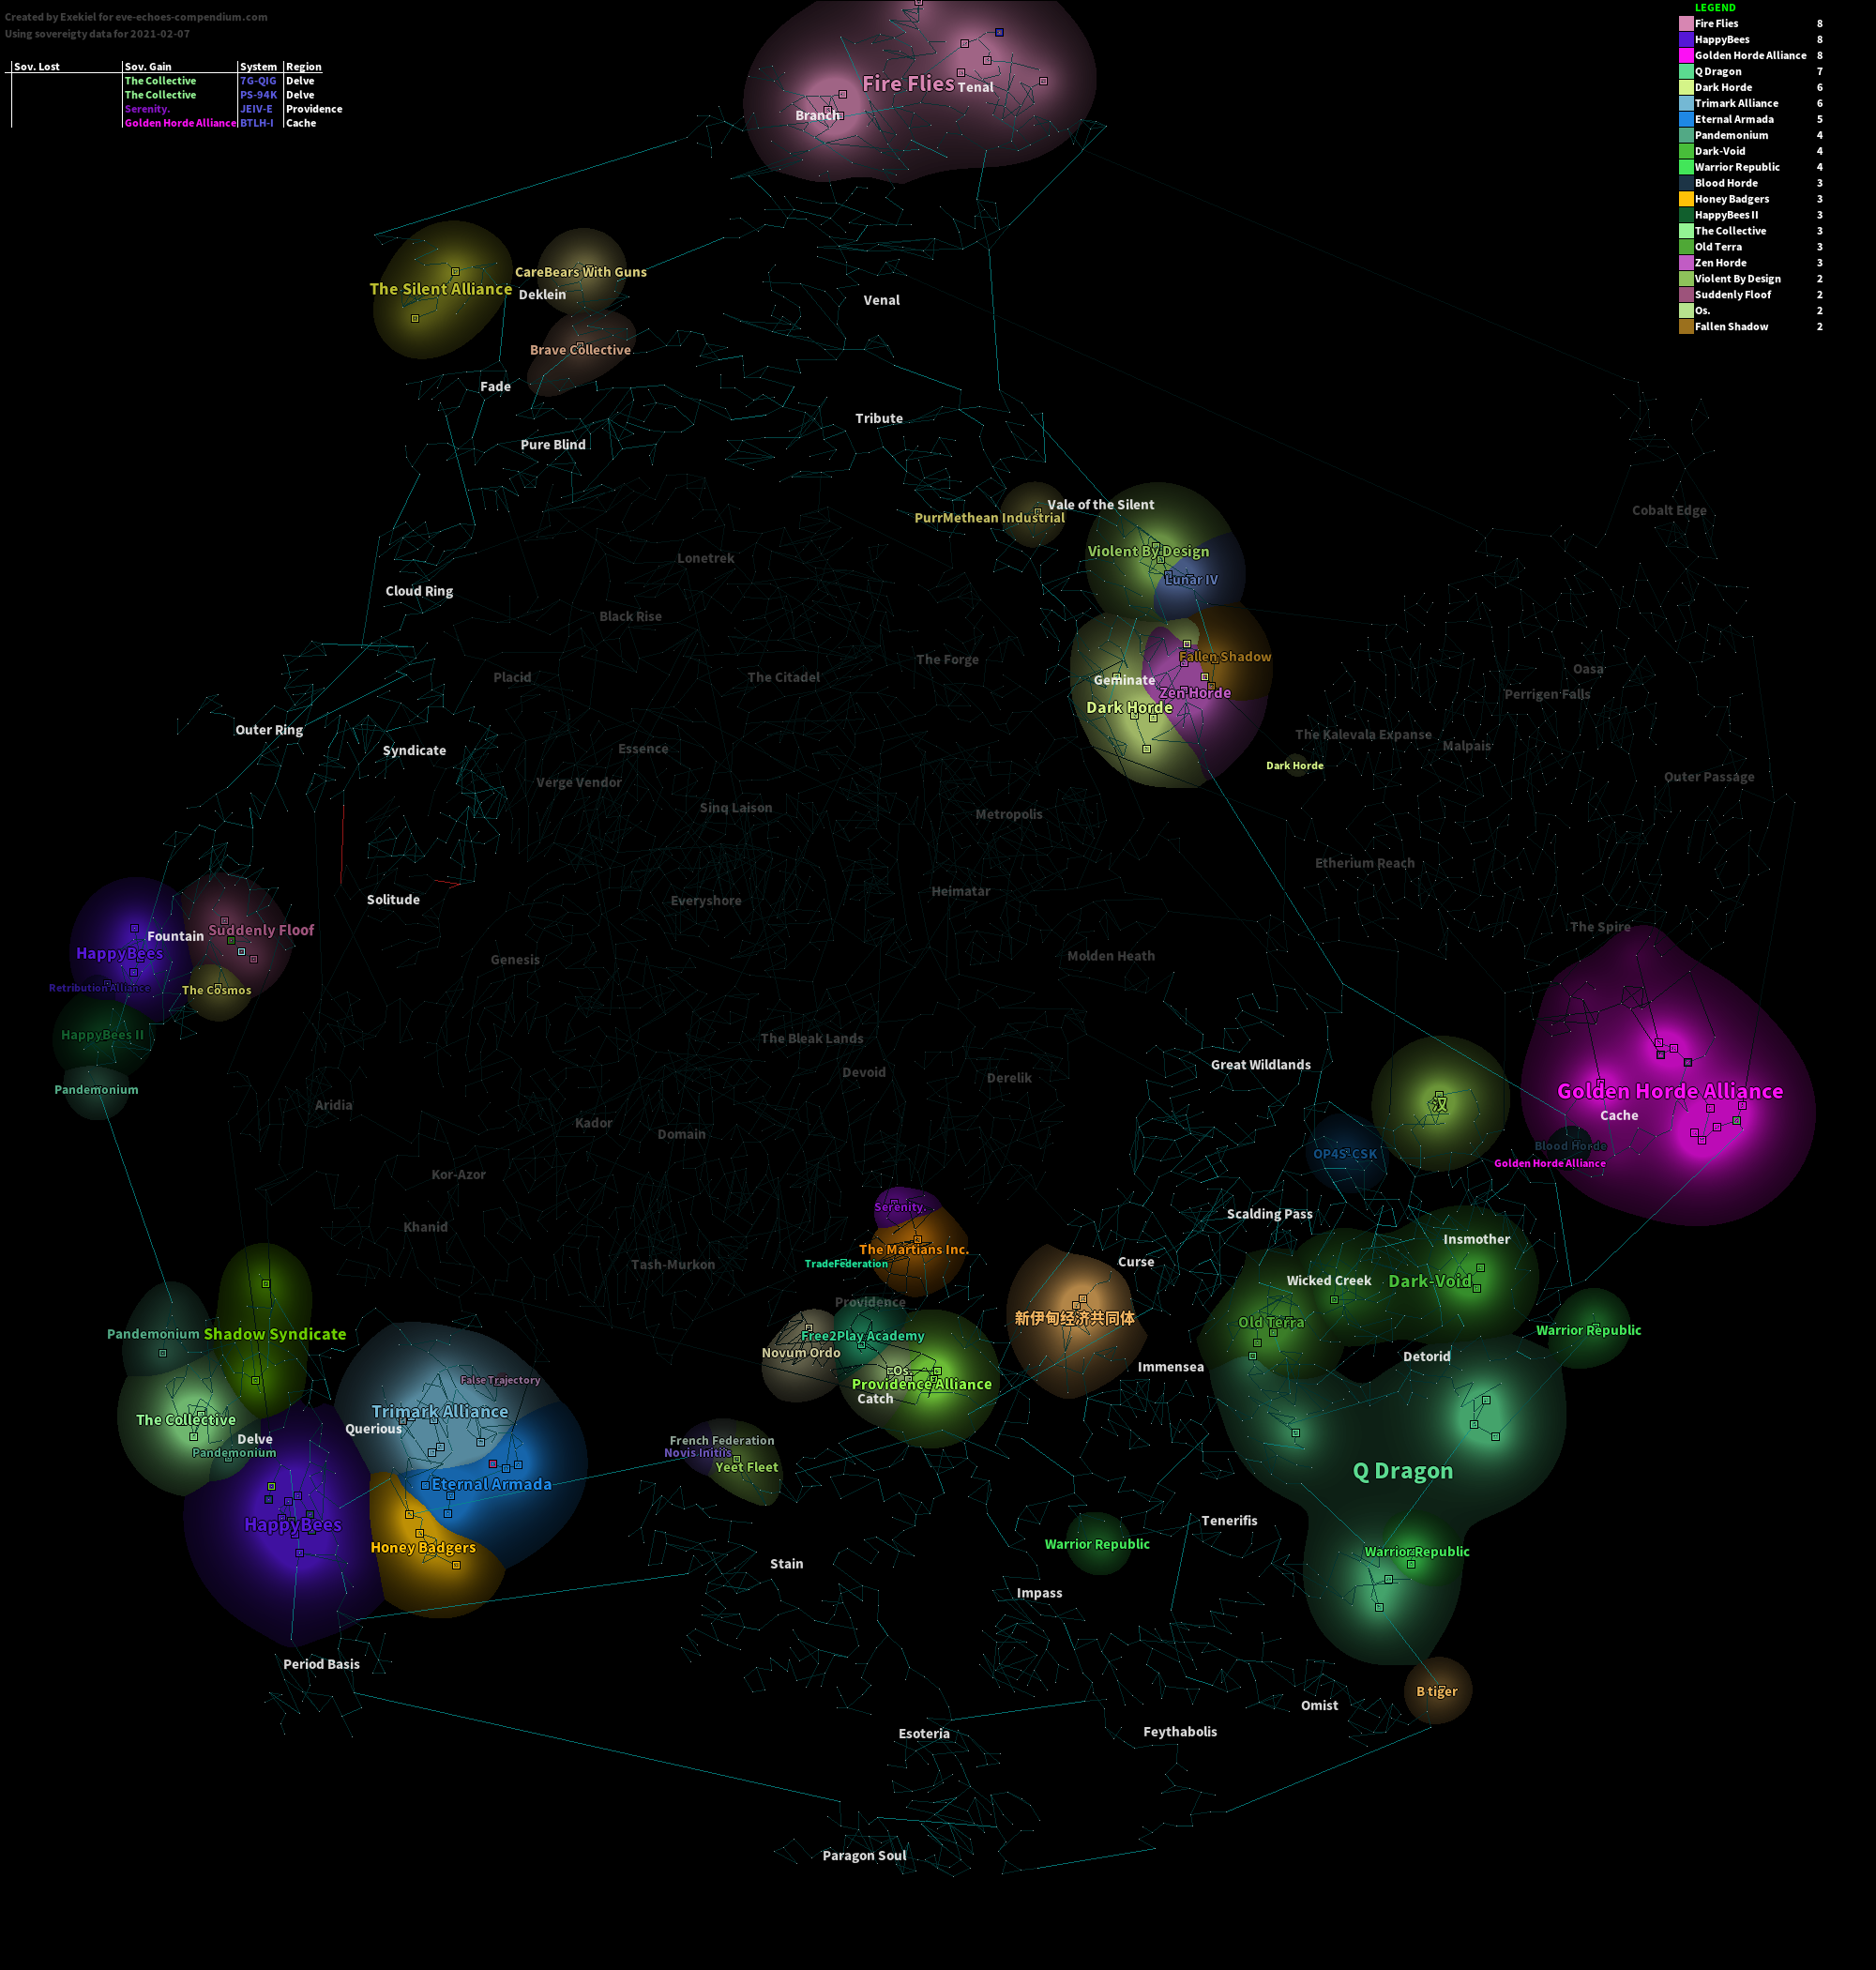 Created by Exekiel for eve-echoes-compendium.com
Using sovereigty data for 2021-02-07
Sov. Lost Sov. Gain System Region
The Collective 7G-QIG Delve
The Collective PS-94K Delve
Serenity. JEIV-E Providence
Golden Horde Alliance BTLH-I Cache
LEGEND
Fire Flies 8
HappyBees 8
Golden Horde Alliance 8
Q Dragon 7
Dark Horde 6
Trimark Alliance 6
Eternal Armada 5
Pandemonium 4
Dark-Void 4
Warrior Republic 4
Blood Horde 3
Honey Badgers 3
HappyBees II 3
The Collective 3
Old Terra 3
Zen Horde 3
Violent By Design 2
Suddenly Floof 2
Os. 2
Fallen Shadow 2
Fire Flies
Tenal
Branch
CareBears With Guns
The Silent Alliance
Deklein
Venal
Brave Collective
Fade
Tribute
Pure Blind
Vale of the Silent
Cobalt Edge
PurrMethean Industrial
Violent By Design
Lonetrek
Lunar IV
Cloud Ring
Black Rise
Fallen Shadow
The Forge
Oasa
Placid
The Citadel
Geminate
Zen Horde
Perrigen Falls
Dark Horde
Outer Ring
The Kalevala Expanse
Malpais
Syndicate
Essence
Dark Horde
Outer Passage
Verge Vendor
Sinq Laison
Metropolis
Etherium Reach
Heimatar
Solitude
Everyshore
The Spire
Suddenly Floof
Fountain
HappyBees
Molden Heath
Genesis
Retribution Alliance
The Cosmos
HappyBees II
The Bleak Lands
Great Wildlands
Devoid
Derelik
Pandemonium
Golden Horde Alliance
汉
Aridia
Cache
Kador
Domain
Blood Horde
OP4S-CSK
Golden Horde Alliance
Kor-Azor
Serenity.
Scalding Pass
Khanid
Insmother
The Martians Inc.
TradeFederation
Tash-Murkon
Curse
Wicked Creek
Dark-Void
Providence
新伊甸经济共同体
Old Terra
Warrior Republic
Pandemonium
Shadow Syndicate
Free2Play Academy
Novum Ordo
Detorid
Immensea
Os.
False Trajectory
Providence Alliance
Catch
Trimark Alliance
The Collective
Querious
Delve
French Federation
Pandemonium
Novis Initiis
Yeet Fleet
Q Dragon
Eternal Armada
HappyBees
Tenerifis
Honey Badgers
Warrior Republic
Warrior Republic
Stain
Impass
Period Basis
B tiger
Omist
Esoteria
Feythabolis
Paragon Soul